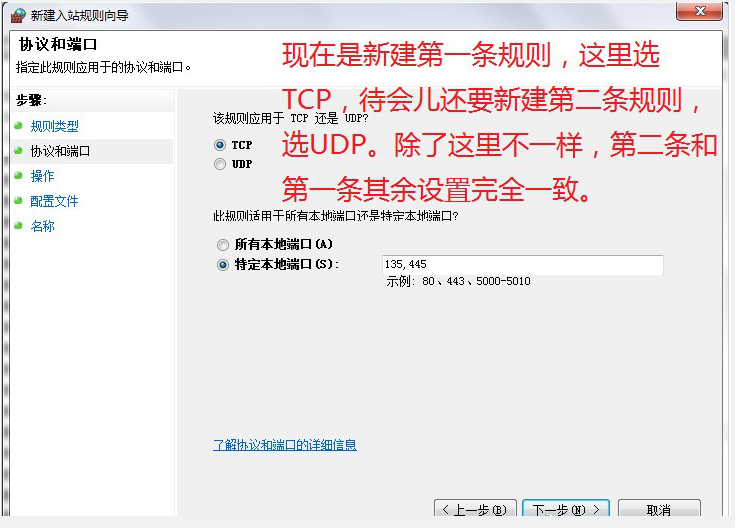 新建入站规则向导
协议和端口
指定此规则应用于的协议和端口。
现在是新建第一条规则，这里选
TCP，待会儿还要新建第二条规则，
选UDP。除了这里不一样，第二条和
第一条其余设置完全一致。
步骤:
规则类型
协议和端口
操作
配置文件
名称
该规则应用于 TCP 还是 UDP?
TCP
UDP
此规则适用于所有本地端口还是特定本地端口?
所有本地端口(A)
特定本地端口(S):
135,445
示例: 80、443、5000-5010
了解协议和端口的详细信息
< 上一步(B)
下一步(N) >
取消